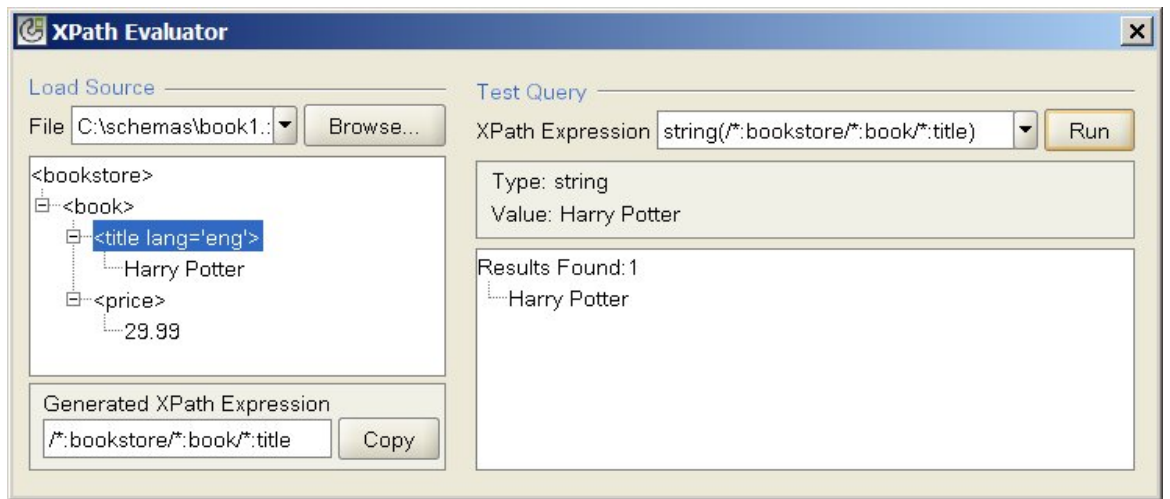 XPath Evaluator
Load Source
File C:\schemas\book1.: Browse...
<bookstore>
<book>
<title lang='eng'>
Harry Potter
<price>
29.99
Generated XPath Expression
/*:bookstore/*:book/*:title Copy
Test Query
XPath Expression string(/*:bookstore/*:book/*:title) Run
Type: string
Value: Harry Potter
Results Found:1
Harry Potter